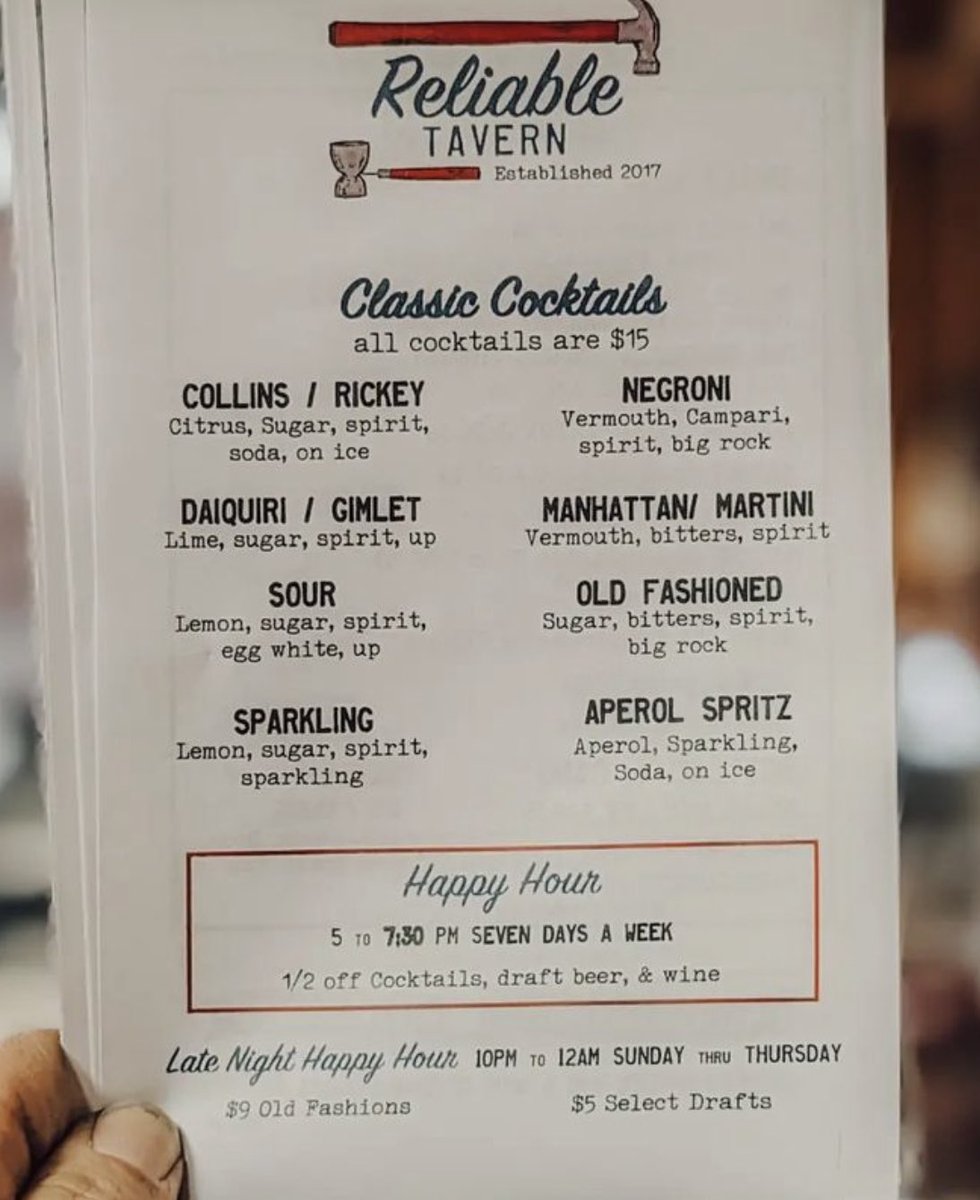 Reliable
TAVERN
Established 2017
Classic Cocktails
all cocktails are $15
COLLINS / RICKEY
Citrus, Sugar, spirit,
soda, on ice
DAIQUIRI / GIMLET
Lime, sugar, spirit, up
SOUR
Lemon, sugar, spirit,
egg white, up
SPARKLING
Lemon, sugar, spirit,
sparkling
NEGRONI
Vermouth, Campari,
spirit, big rock
MANHATTAN/ MARTINI
Vermouth, bitters, spirit
OLD FASHIONED
Sugar, bitters, spirit,
big rock
APEROL SPRITZ
Aperol, Sparkling,
Soda, on ice
Happy Hour
5 TO 7:30 PM SEVEN DAYS A WEEK
1/2 off Cocktails, draft beer, & wine
Late Night Happy Hour 10PM TO 12AM SUNDAY THRU THURSDAY
$9 Old Fashions $5 Select Drafts